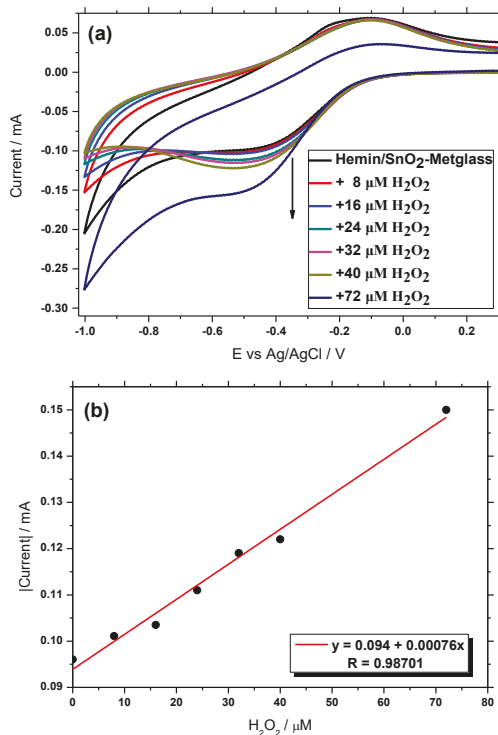 (a)
0.05
0.00
-0.05
-0.10
-0.15
-0.20
-0.25
-0.30
Current / mA
Hemin/SnO2-Metglass
+ 8 μM H2O2
+16 μM H2O2
+24 μM H2O2
+32 μM H2O2
+40 μM H2O2
+72 μM H2O2
-1.0 -0.8 -0.6 -0.4 -0.2 0.0
E vs Ag/AgCl / V
(b)
0.15
0.14
0.13
0.12
0.11
0.10
0.09
|Current| / mA
y = 0.094 + 0.00076x
R = 0.98701
0 10 20 30 40 50 60 70 80
H2O2 / μM